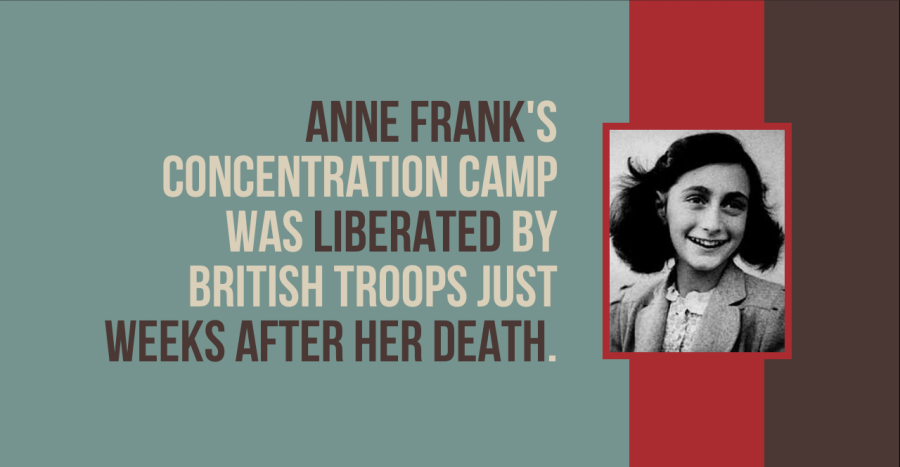 ANNE FRANK'S
CONCENTRATION CAMP
WAS LIBERATED BY
BRITISH TROOPS JUST
WEEKS AFTER HER DEATH.